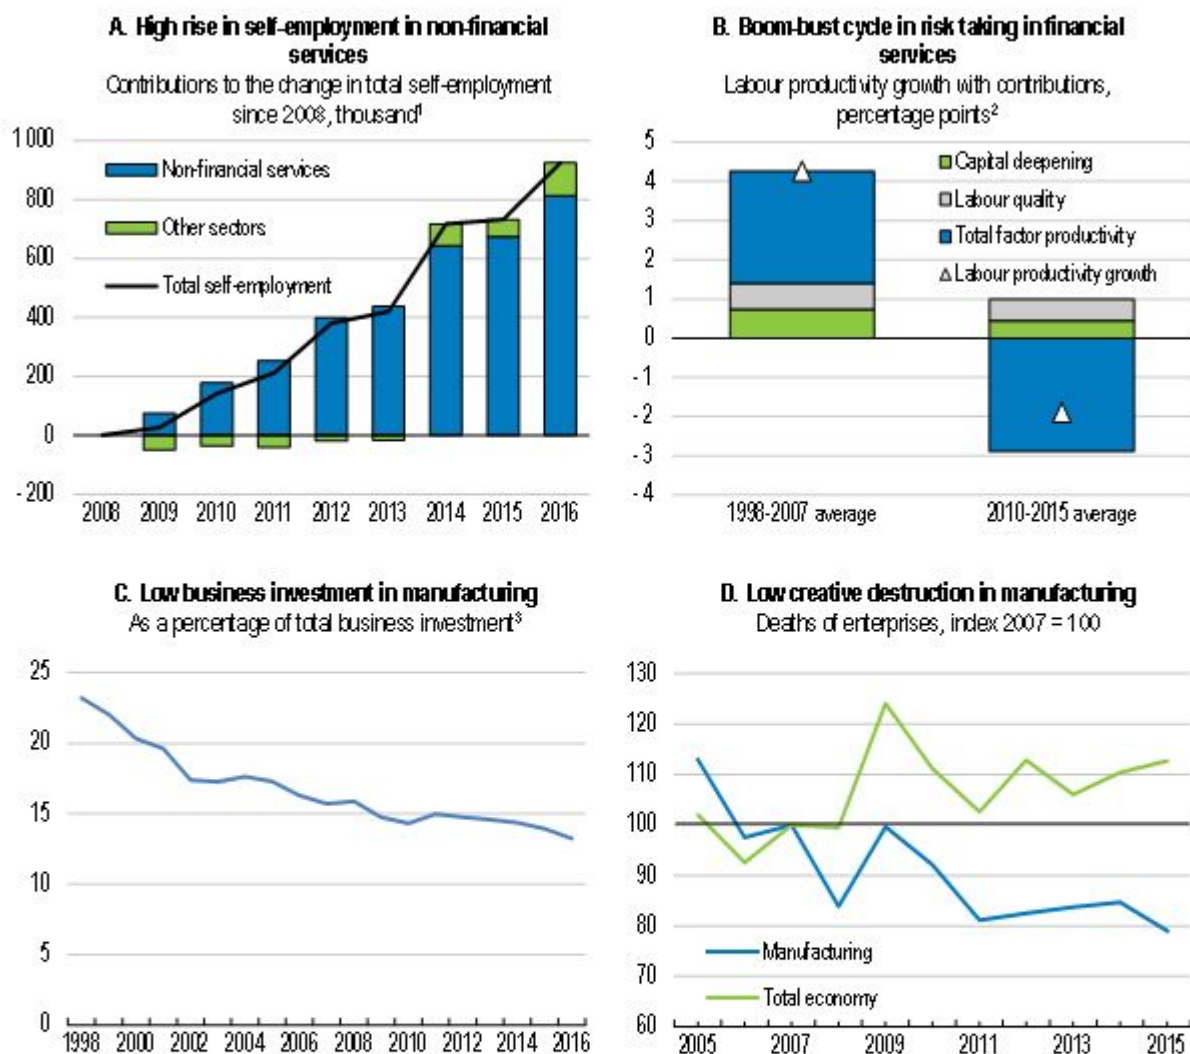 A. High rise in self-employment in non-financial
services
Contributions to the change in total self-employment
since 2008, thousand¹
1 000
800
600
400
200
0
- 200
Non-financial services
Other sectors
Total self-employment
2008 2009 2010 2011 2012 2013 2014 2015 2016
B. Boom-bust cycle in risk taking in financial
services
Labour productivity growth with contributions,
percentage points²
5
4
3
2
1
0
- 1
- 2
- 3
- 4
Capital deepening
Labour quality
Total factor productivity
Labour productivity growth
1998-2007 average 2010-2015 average
C. Low business investment in manufacturing
As a percentage of total business investment³
25
20
15
10
5
0
1998 2000 2002 2004 2006 2008 2010 2012 2014 2016
D. Low creative destruction in manufacturing
Deaths of enterprises, index 2007 = 100
130
120
110
100
90
80
70
60
Manufacturing
Total economy
2005 2007 2009 2011 2013 2015